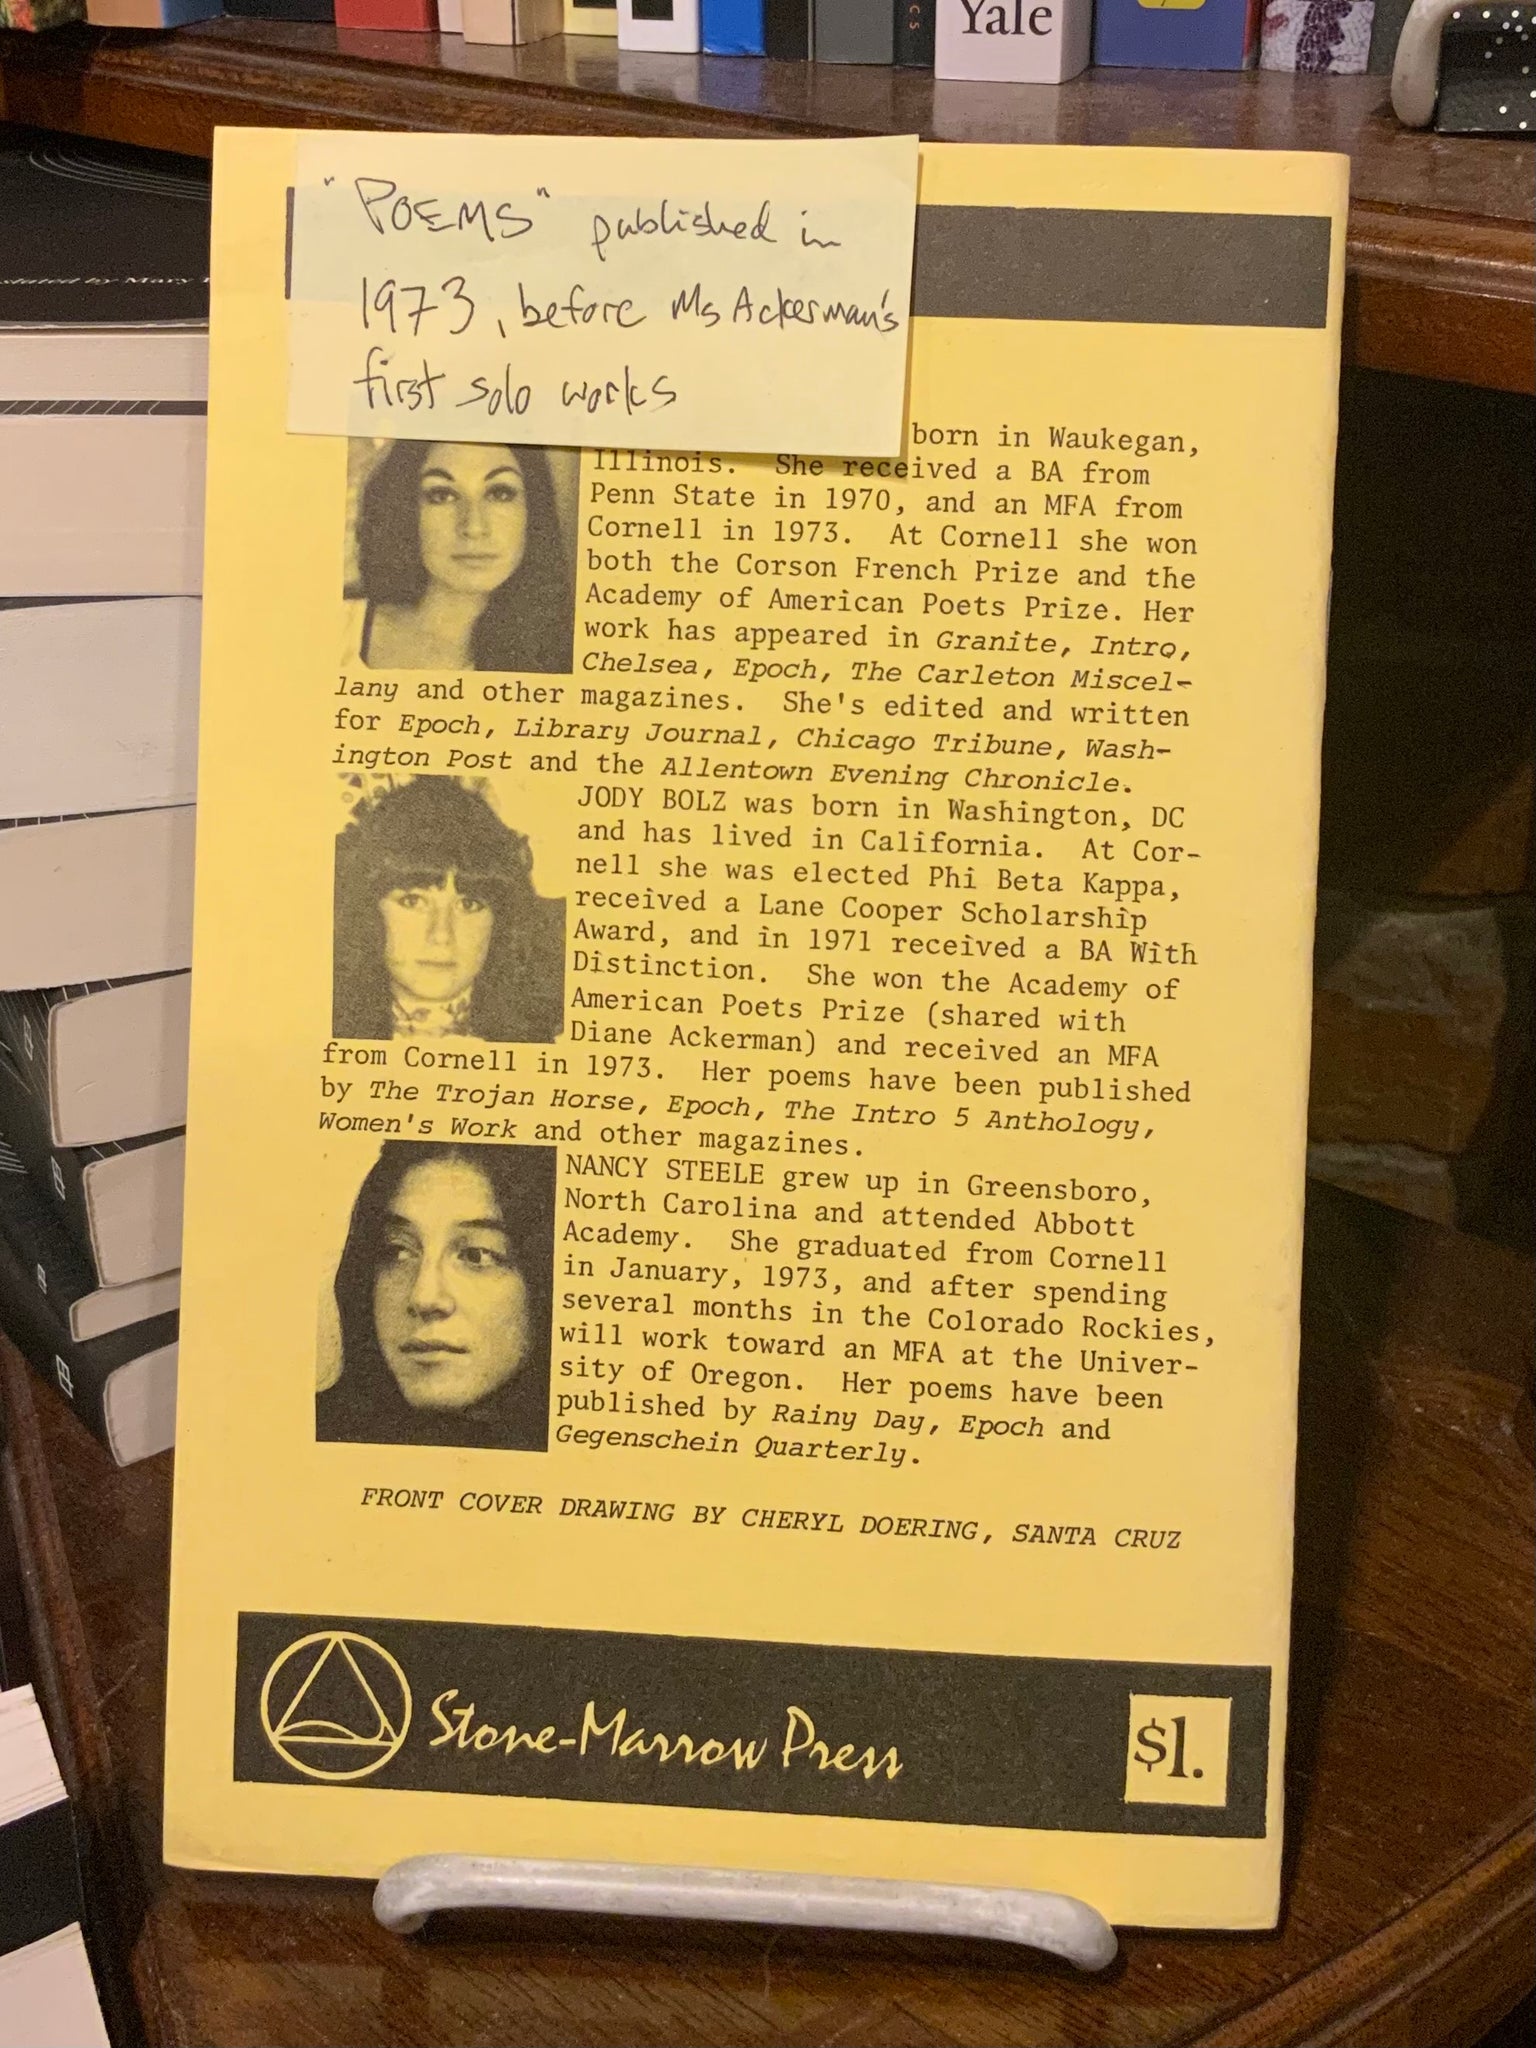 Yale
"POEMS" published in
1973, before Ms Ackerman's
first solo works
born in Waukegan,
Illinois. She received a BA from
Penn State in 1970, and an MFA from
Cornell in 1973. At Cornell she won
both the Corson French Prize and the
Academy of American Poets Prize. Her
work has appeared in Granite, Intro,
Chelsea, Epoch, The Carleton Miscel-
lany and other magazines. She's edited and written
for Epoch, Library Journal, Chicago Tribune, Wash-
ington Post and the Allentown Evening Chronicle.
JODY BOLZ was born in Washington, DC
and has lived in California. At Cor-
nell she was elected Phi Beta Kappa,
received a Lane Cooper Scholarship
Award, and in 1971 received a BA With
Distinction. She won the Academy of
American Poets Prize (shared with
Diane Ackerman) and received an MFA
from Cornell in 1973. Her poems have been published
by The Trojan Horse, Epoch, The Intro 5 Anthology,
Women's Work and other magazines.
NANCY STEELE grew up in Greensboro,
North Carolina and attended Abbott
Academy. She graduated from Cornell
in January, 1973, and after spending
several months in the Colorado Rockies,
will work toward an MFA at the Univer-
sity of Oregon. Her poems have been
published by Rainy Day, Epoch and
Gegenschein Quarterly.
FRONT COVER DRAWING BY CHERYL DOERING, SANTA CRUZ
Stone-Marrow Press
$1.
by Mary